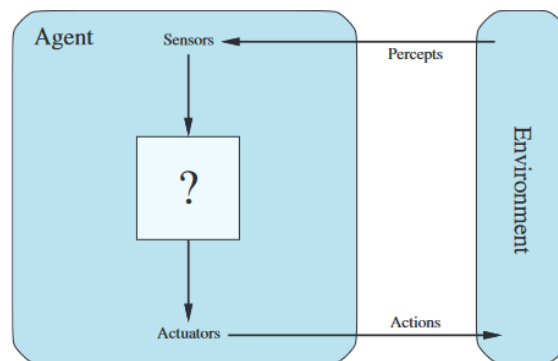 Agent
Sensors
Percepts
?
Environment
Actuators
Actions